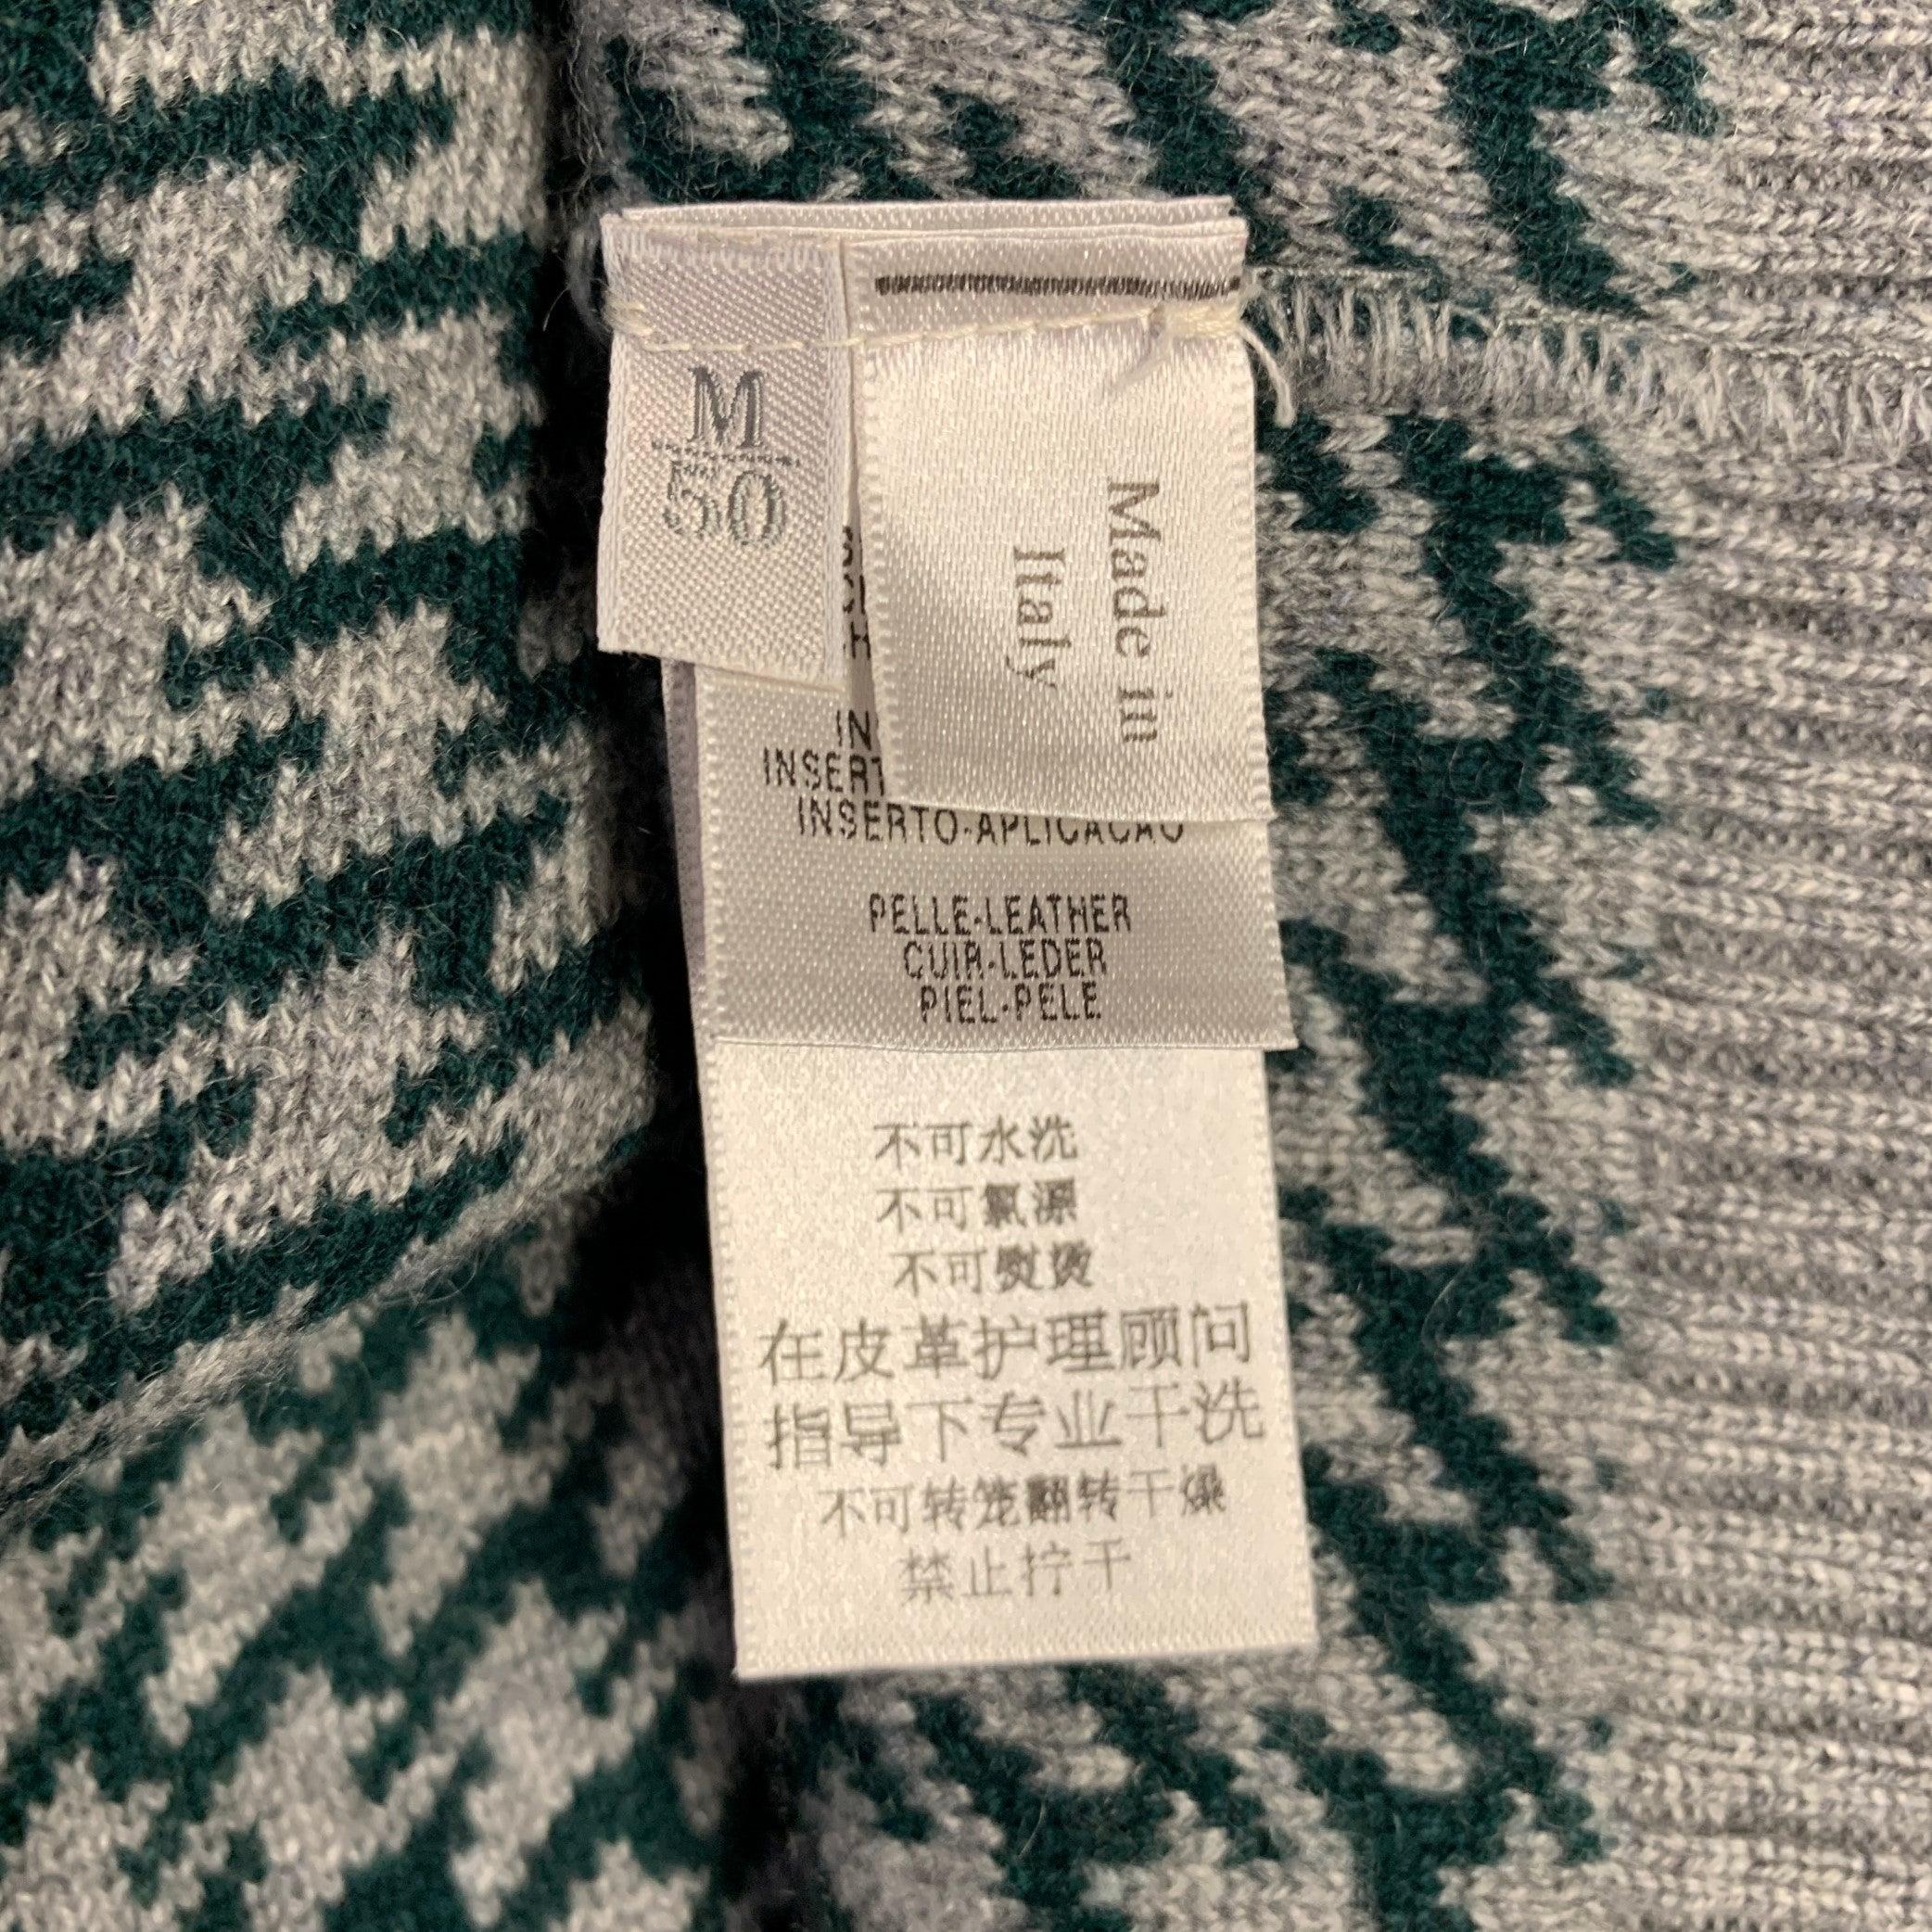 M
50
Made in
Italy
INSERTO-APLICACAO
PELLE-LEATHER
CUIR-LEDER
PIEL-PELE
不可水洗
不可氯漂
不可熨烫
在皮革护理顾问
指导下专业干洗
不可转笼翻转干燥
禁止拧干